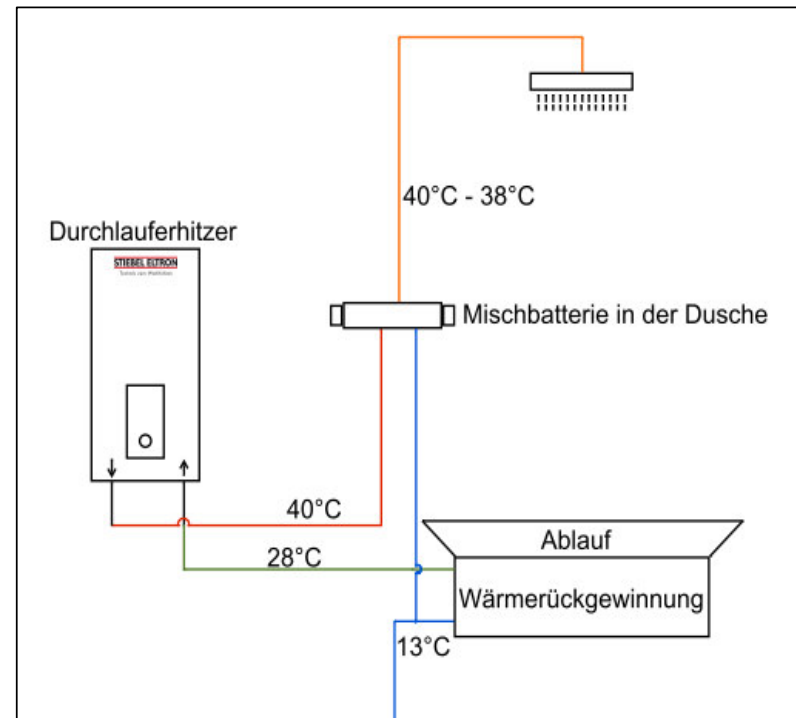 40°C - 38°C
Durchlauferhitzer
STIEBEL ELTRON
Mischbatterie in der Dusche
40°C
Ablauf
28°C
Wärmerückgewinnung
13°C